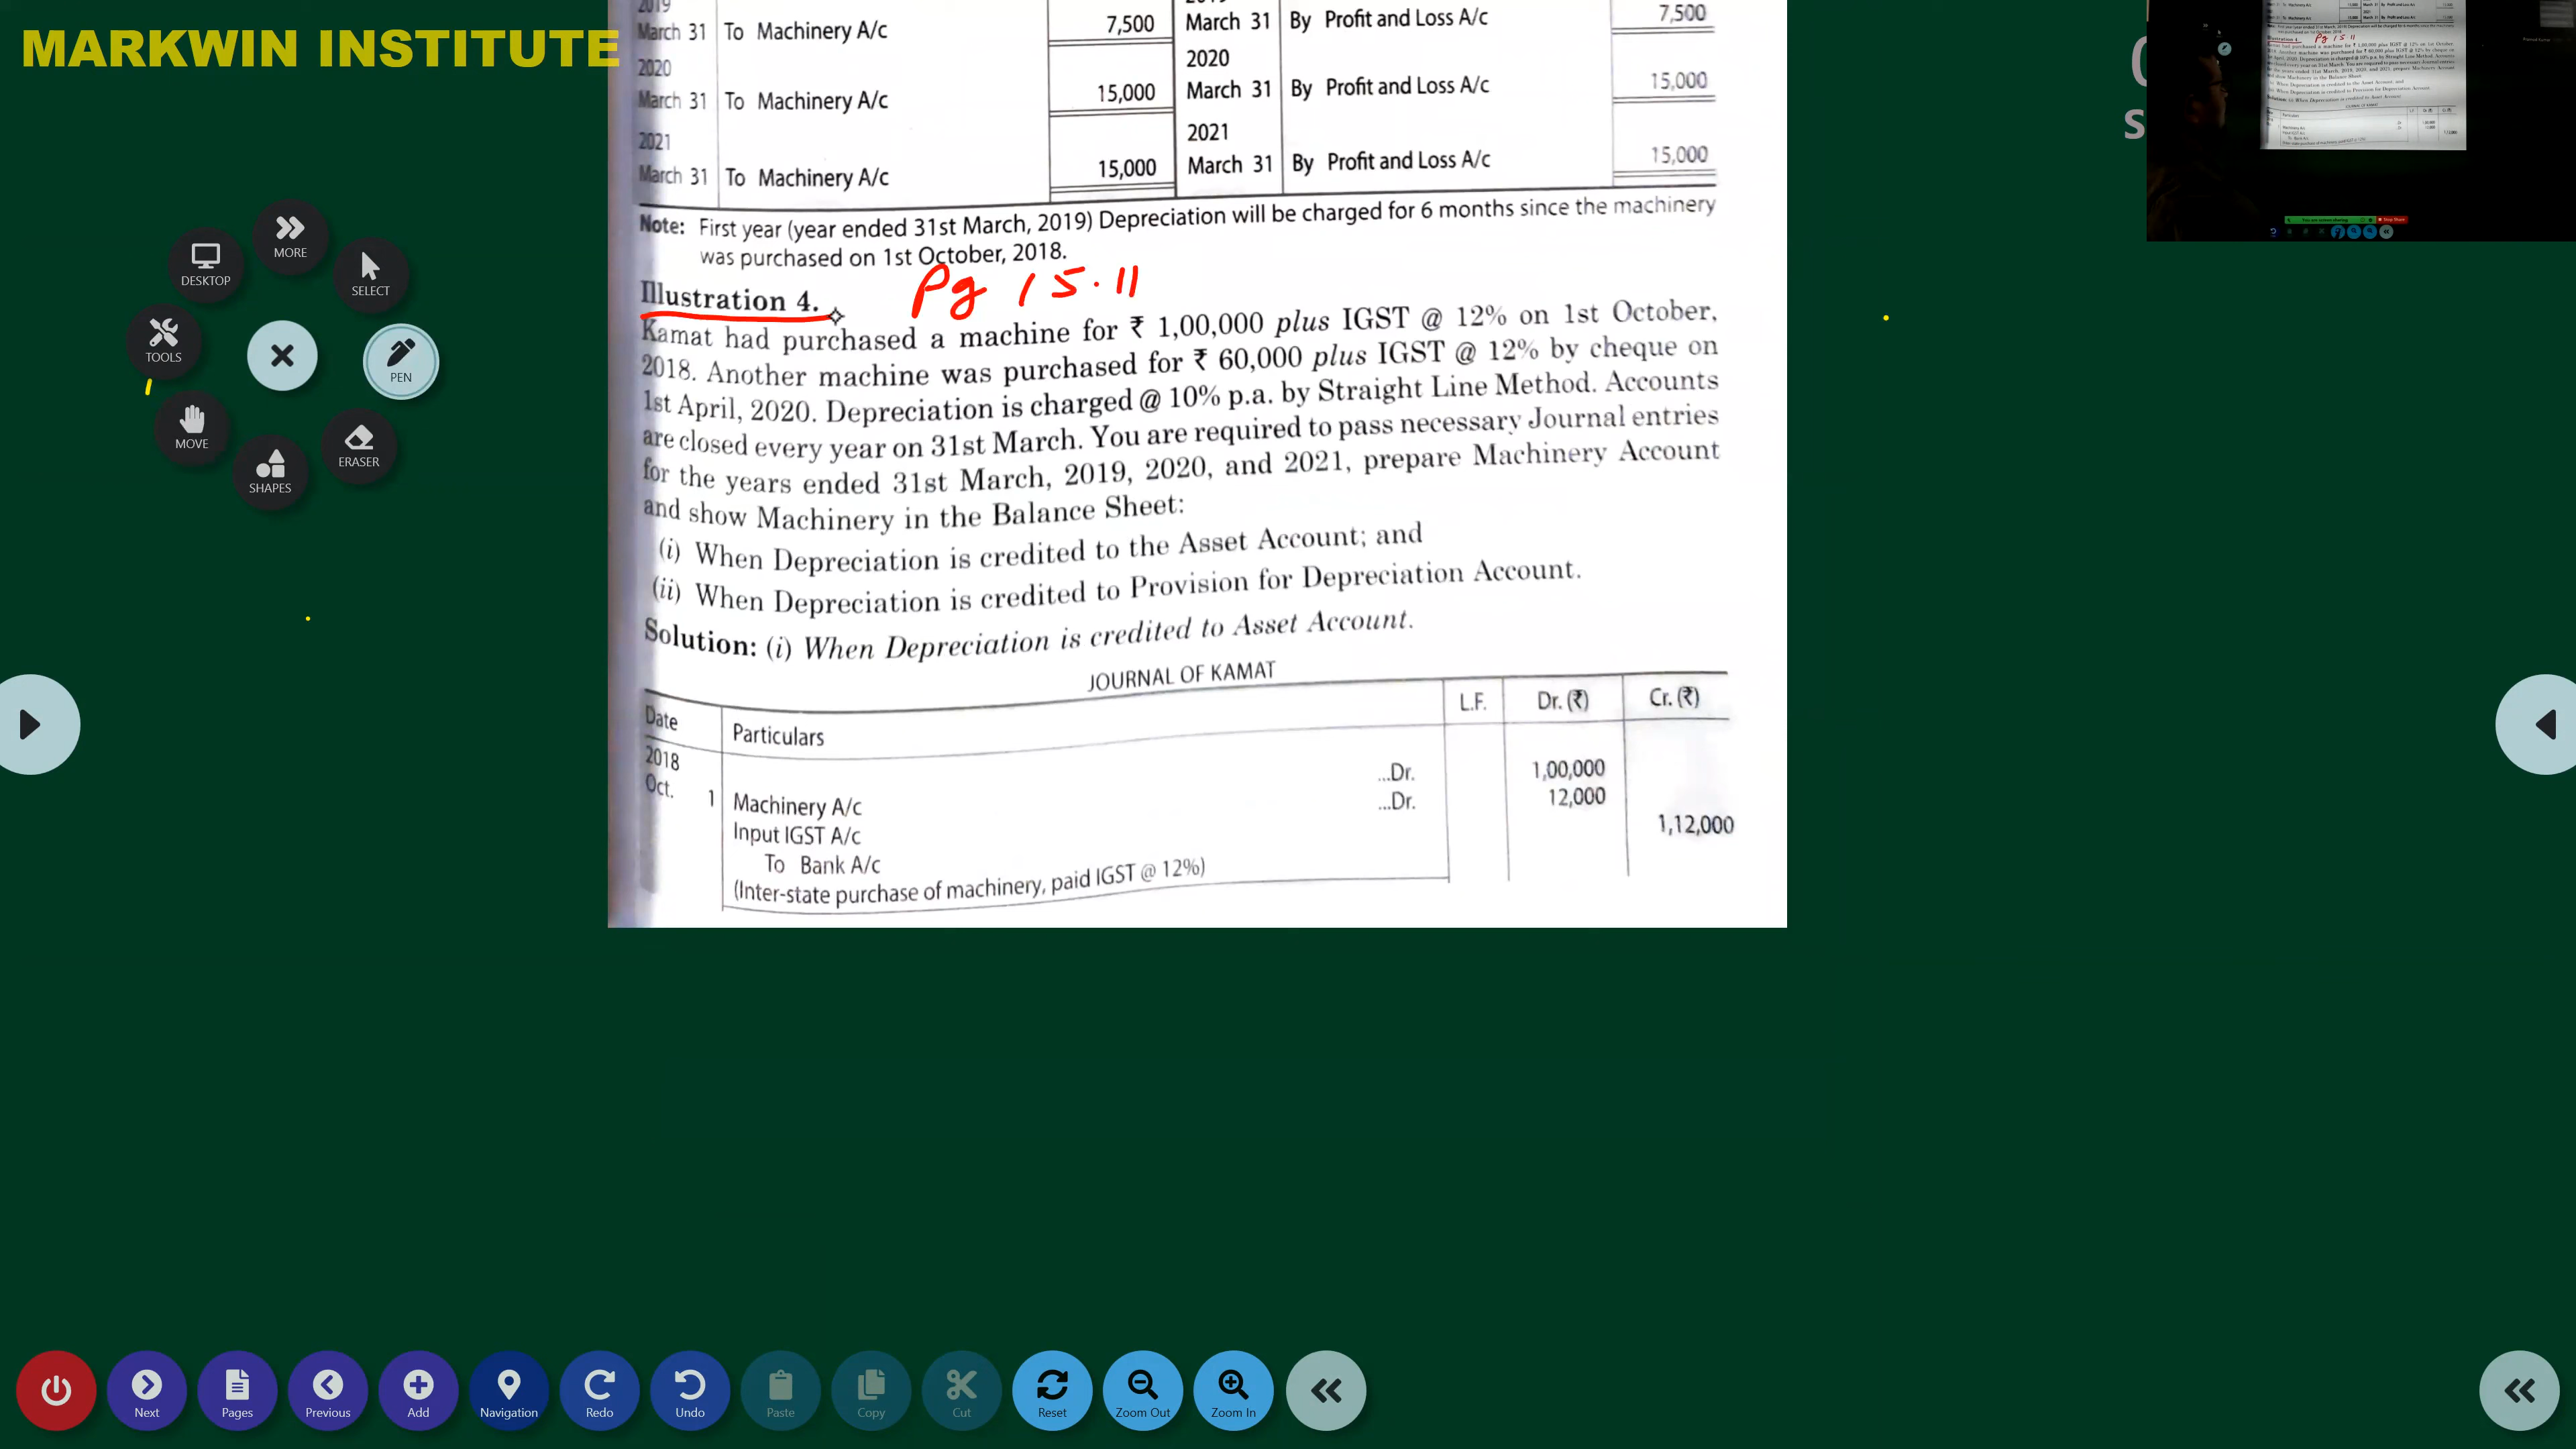 MARKWIN INSTITUTE
2019
March 31 To Machinery A/c 7,500 March 31 By Profit and Loss A/c 7,500
2020 2020
March 31 To Machinery A/c 15,000 March 31 By Profit and Loss A/c 15,000
2021 2021
March 31 To Machinery A/c 15,000 March 31 By Profit and Loss A/c 15,000
Note: First year (year ended 31st March, 2019) Depreciation will be charged for 6 months since the machinery
was purchased on 1st October, 2018.
Illustration 4. Pg 15.11
Kamat had purchased a machine for ₹ 1,00,000 plus IGST @ 12% on 1st October,
2018. Another machine was purchased for ₹ 60,000 plus IGST @ 12% by cheque on
1st April, 2020. Depreciation is charged @ 10% p.a. by Straight Line Method. Accounts
are closed every year on 31st March. You are required to pass necessary Journal entries
for the years ended 31st March, 2019, 2020, and 2021, prepare Machinery Account
and show Machinery in the Balance Sheet:
(i) When Depreciation is credited to the Asset Account; and
(ii) When Depreciation is credited to Provision for Depreciation Account.
Solution: (i) When Depreciation is credited to Asset Account.
JOURNAL OF KAMAT
Date Particulars L.F. Dr. (₹) Cr. (₹)
2018
Oct. 1 Machinery A/c ...Dr. 1,00,000
Input IGST A/c ...Dr. 12,000
To Bank A/c 1,12,000
(Inter-state purchase of machinery, paid IGST @ 12%)
DESKTOP
MORE
SELECT
TOOLS
PEN
MOVE
SHAPES
ERASER
Next
Pages
Previous
Add
Navigation
Redo
Undo
Paste
Copy
Cut
Reset
Zoom Out
Zoom In